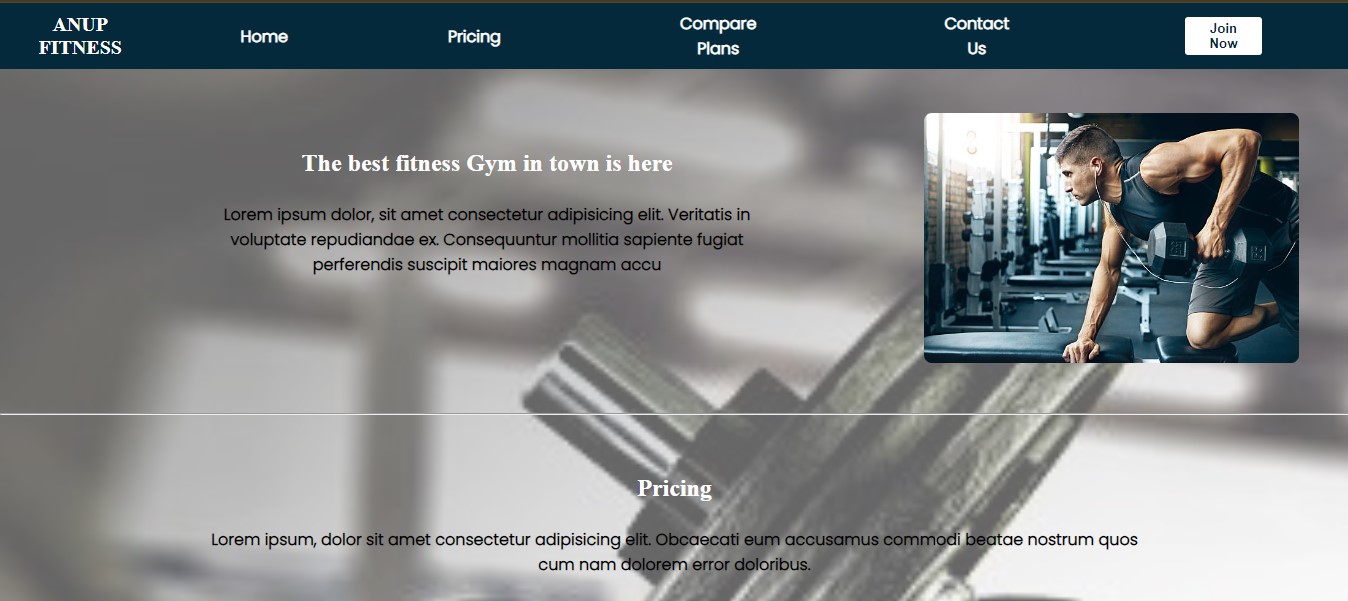 ANUP
FITNESS
Home
Pricing
Compare
Plans
Contact
Us
Join
Now
The best fitness Gym in town is here
Lorem ipsum dolor, sit amet consectetur adipisicing elit. Veritatis in
voluptate repudiandae ex. Consequuntur mollitia sapiente fugiat
perferendis suscipit maiores magnam accu
Pricing
Lorem ipsum, dolor sit amet consectetur adipisicing elit. Obcaecati eum accusamus commodi beatae nostrum quos
cum nam dolorem error doloribus.